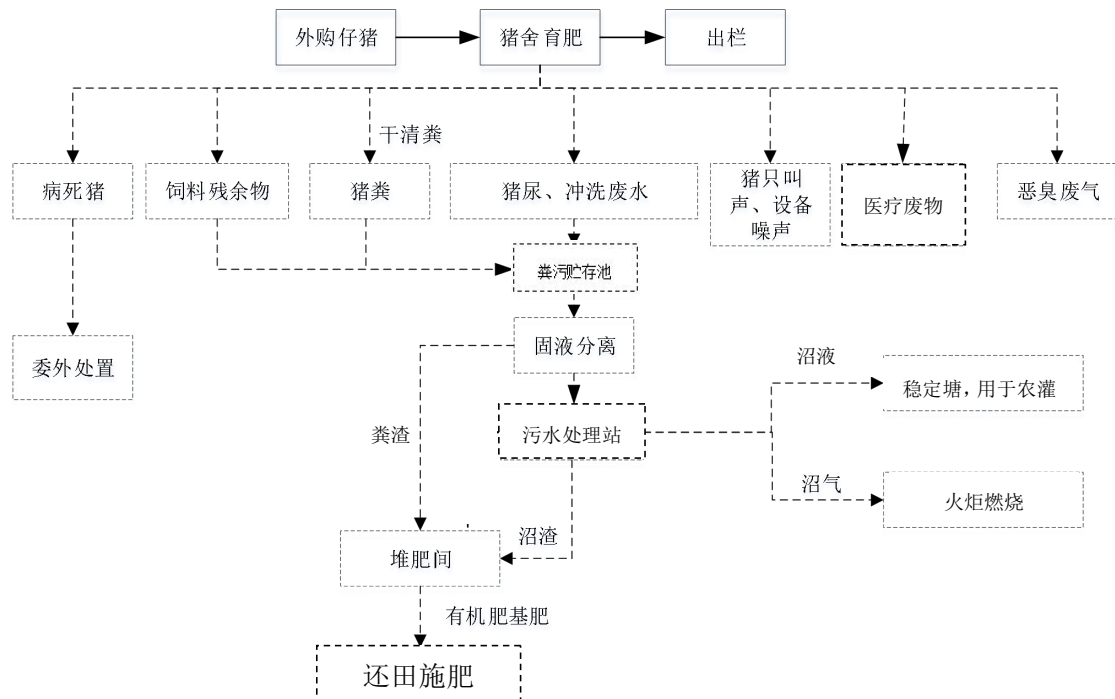 外购仔猪
猪舍育肥
出栏
干清粪
病死猪
饲料残余物
猪粪
猪尿、冲洗废水
猪只叫
声、设备
噪声
医疗废物
恶臭废气
粪污贮存池
固液分离
委外处置
沼液
稳定塘，用于农灌
粪渣
污水处理站
沼气
火炬燃烧
沼渣
堆肥间
有机肥基肥
还田施肥